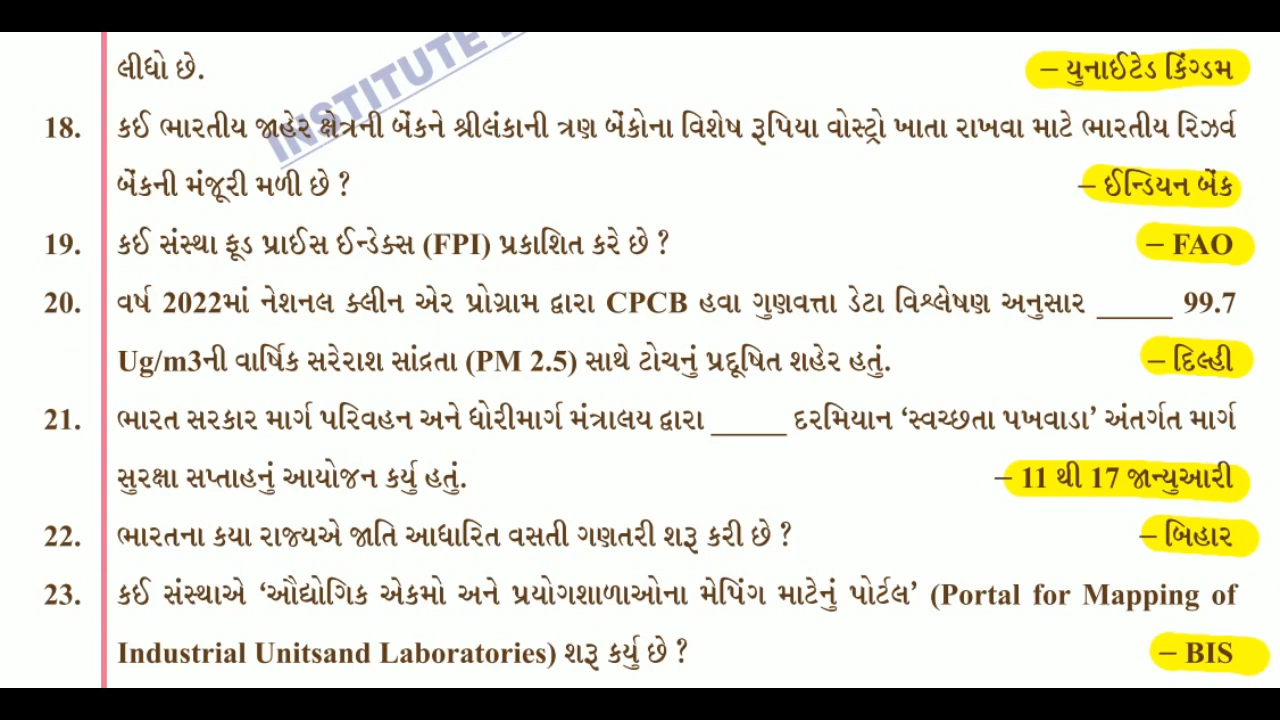 લીધો છે. – યુનાઈટેડ કિંગ્ડમ
18. કઈ ભારતીય જાહેર ક્ષેત્રની બેંકને શ્રીલંકાની ત્રણ બેંકોના વિશેષ રૂપિયા વોસ્ટ્રો ખાતા રાખવા માટે ભારતીય રિઝર્વ
બેંકની મંજૂરી મળી છે ? – ઈન્ડિયન બેંક
19. કઈ સંસ્થા ફૂડ પ્રાઈસ ઈન્ડેક્સ (FPI) પ્રકાશિત કરે છે ? – FAO
20. વર્ષ 2022માં નેશનલ ક્લીન એર પ્રોગ્રામ દ્વારા CPCB હવા ગુણવત્તા ડેટા વિશ્લેષણ અનુસાર _____ 99.7
Ug/m3ની વાર્ષિક સરેરાશ સાંદ્રતા (PM 2.5) સાથે ટોચનું પ્રદૂષિત શહેર હતું. – દિલ્હી
21. ભારત સરકાર માર્ગ પરિવહન અને ધોરીમાર્ગ મંત્રાલય દ્વારા _____ દરમિયાન ‘સ્વચ્છતા પખવાડા’ અંતર્ગત માર્ગ
સુરક્ષા સપ્તાહનું આયોજન કર્યુ હતું. – 11 થી 17 જાન્યુઆરી
22. ભારતના કયા રાજ્યએ જાતિ આધારિત વસતી ગણતરી શરૂ કરી છે ? – બિહાર
23. કઈ સંસ્થાએ ‘ઔદ્યોગિક એકમો અને પ્રયોગશાળાઓના મેપિંગ માટેનું પોર્ટલ’ (Portal for Mapping of
Industrial Unitsand Laboratories) શરૂ કર્યુ છે ? – BIS
INSTITUTE